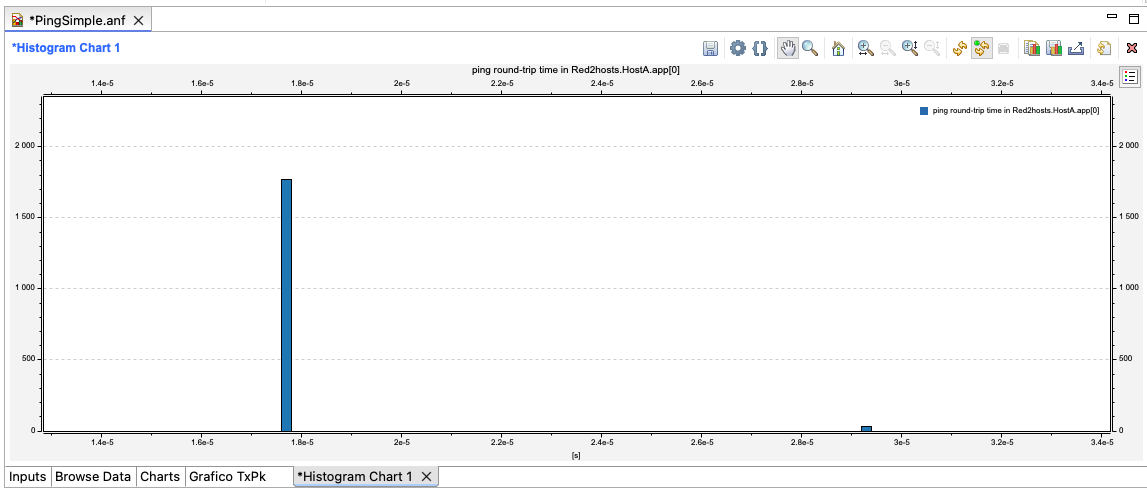 *PingSimple.anf
*Histogram Chart 1
ping round-trip time in Red2hosts.HostA.app[0]
1.4e-5 1.6e-5 1.8e-5 2e-5 2.2e-5 2.4e-5 2.6e-5 2.8e-5 3e-5 3.2e-5 3.4e-5
ping round-trip time in Red2hosts.HostA.app[0]
2 000 2 000
1 500 1 500
1 000 1 000
500 500
0 0
1.4e-5 1.6e-5 1.8e-5 2e-5 2.2e-5 2.4e-5 2.6e-5 2.8e-5 3e-5 3.2e-5 3.4e-5
[s]
Inputs Browse Data Charts Grafico TxPk *Histogram Chart 1